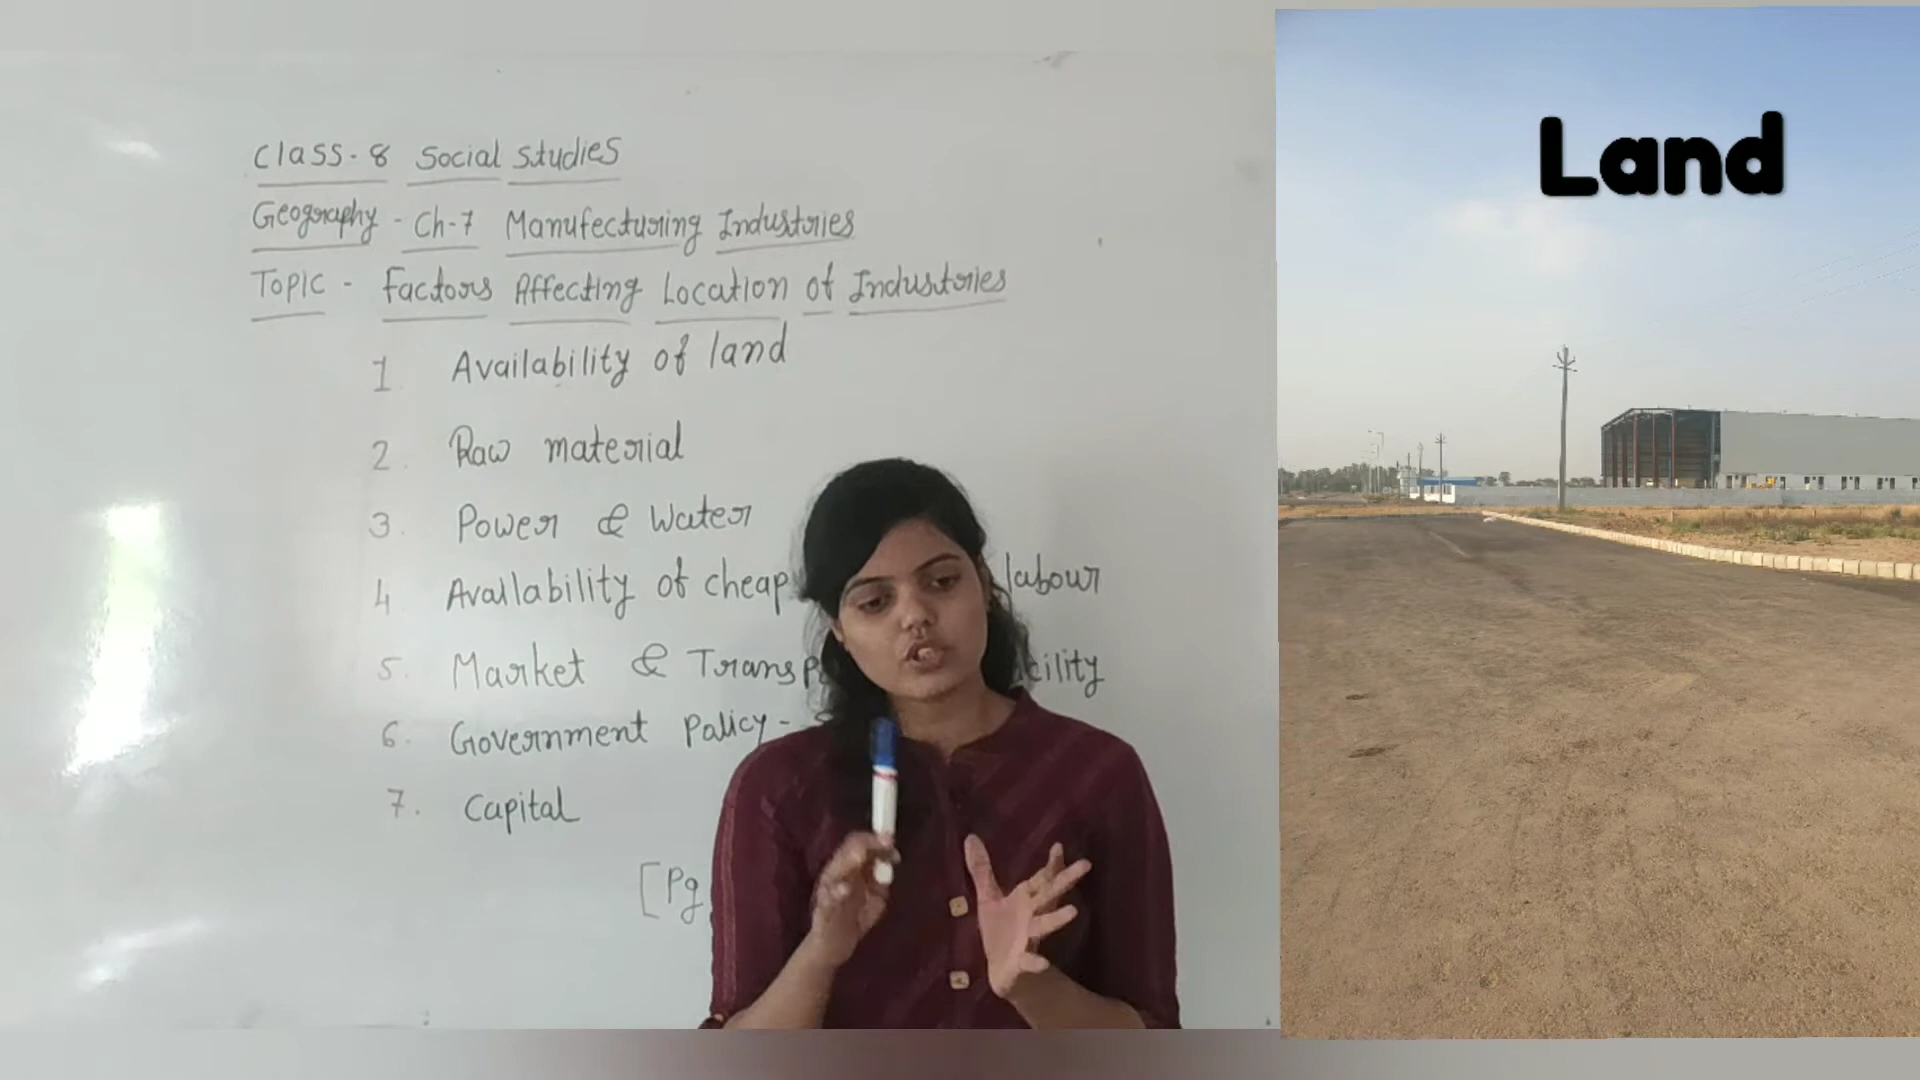 Class - 8 Social Studies
Geography - Ch-7 Manufecturing Industries
Topic - Factors Affecting Location of Industries
1. Availability of land
2. Raw material
3. Power & Water
4. Availability of cheap labour
5. Market & Transp cility
6. Government Policy -
7. Capital
[Pg
Land